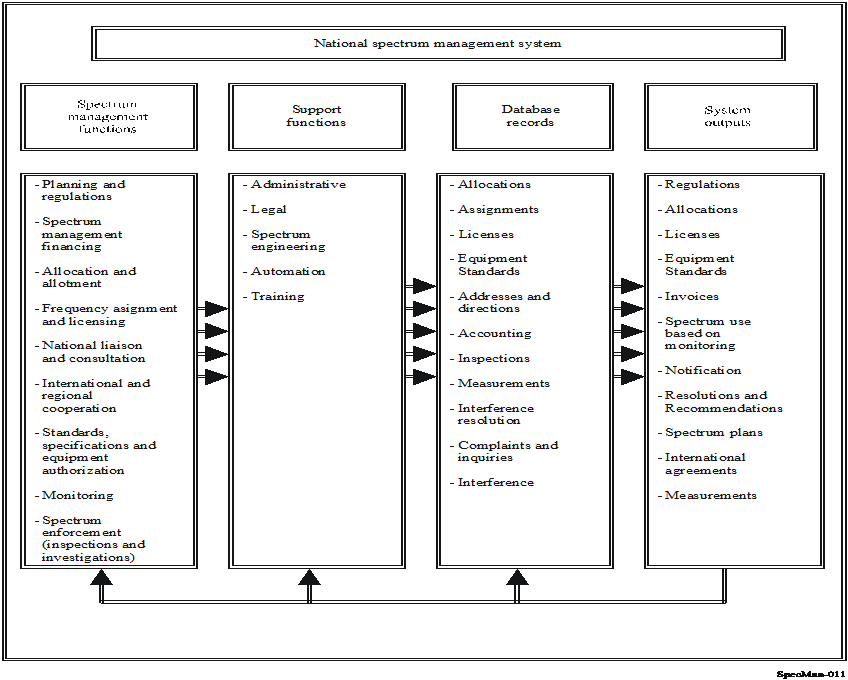 National spectrum management system
Spectrum
management
functions
Support
functions
Database
records
System
outputs
- Planning and
regulations
- Spectrum
management
financing
- Allocation and
allotment
- Frequency asignment
and licensing
- National liaison
and consultation
- International and
regional
cooperation
- Standards,
specifications and
equipment
authorization
- Monitoring
- Spectrum
enforcement
(inspections and
investigations)
- Administrative
- Legal
- Spectrum
engineering
- Automation
- Training
- Allocations
- Assignments
- Licenses
- Equipment
Standards
- Addresses and
directions
- Accounting
- Inspections
- Measurements
- Interference
resolution
- Complaints and
inquiries
- Interference
- Regulations
- Allocations
- Licenses
- Equipment
Standards
- Invoices
- Spectrum use
based on
monitoring
- Notification
- Resolutions and
Recommendations
- Spectrum plans
- International
agreements
- Measurements
SpecMan-011